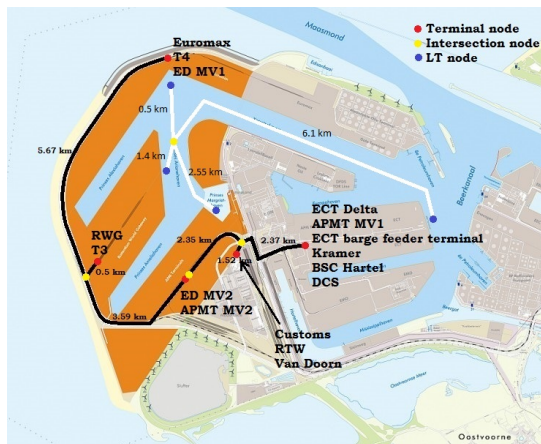 Euromax
T4
ED MV1
Maasmond
Terminal node
Intersection node
LT node
0.5 km
6.1 km
5.67 km
1.4 km
2.55 km
Beerkanaal
RWG
T3
0.5 km
2.35 km
1.52 km
2.37 km
ECT Delta
APMT MV1
ECT barge feeder terminal
Kramer
BSC Hartel
DCS
3.59 km
ED MV2
APMT MV2
Customs
RTW
Van Doorn
Oostvoornse Meer
Oostvoorne